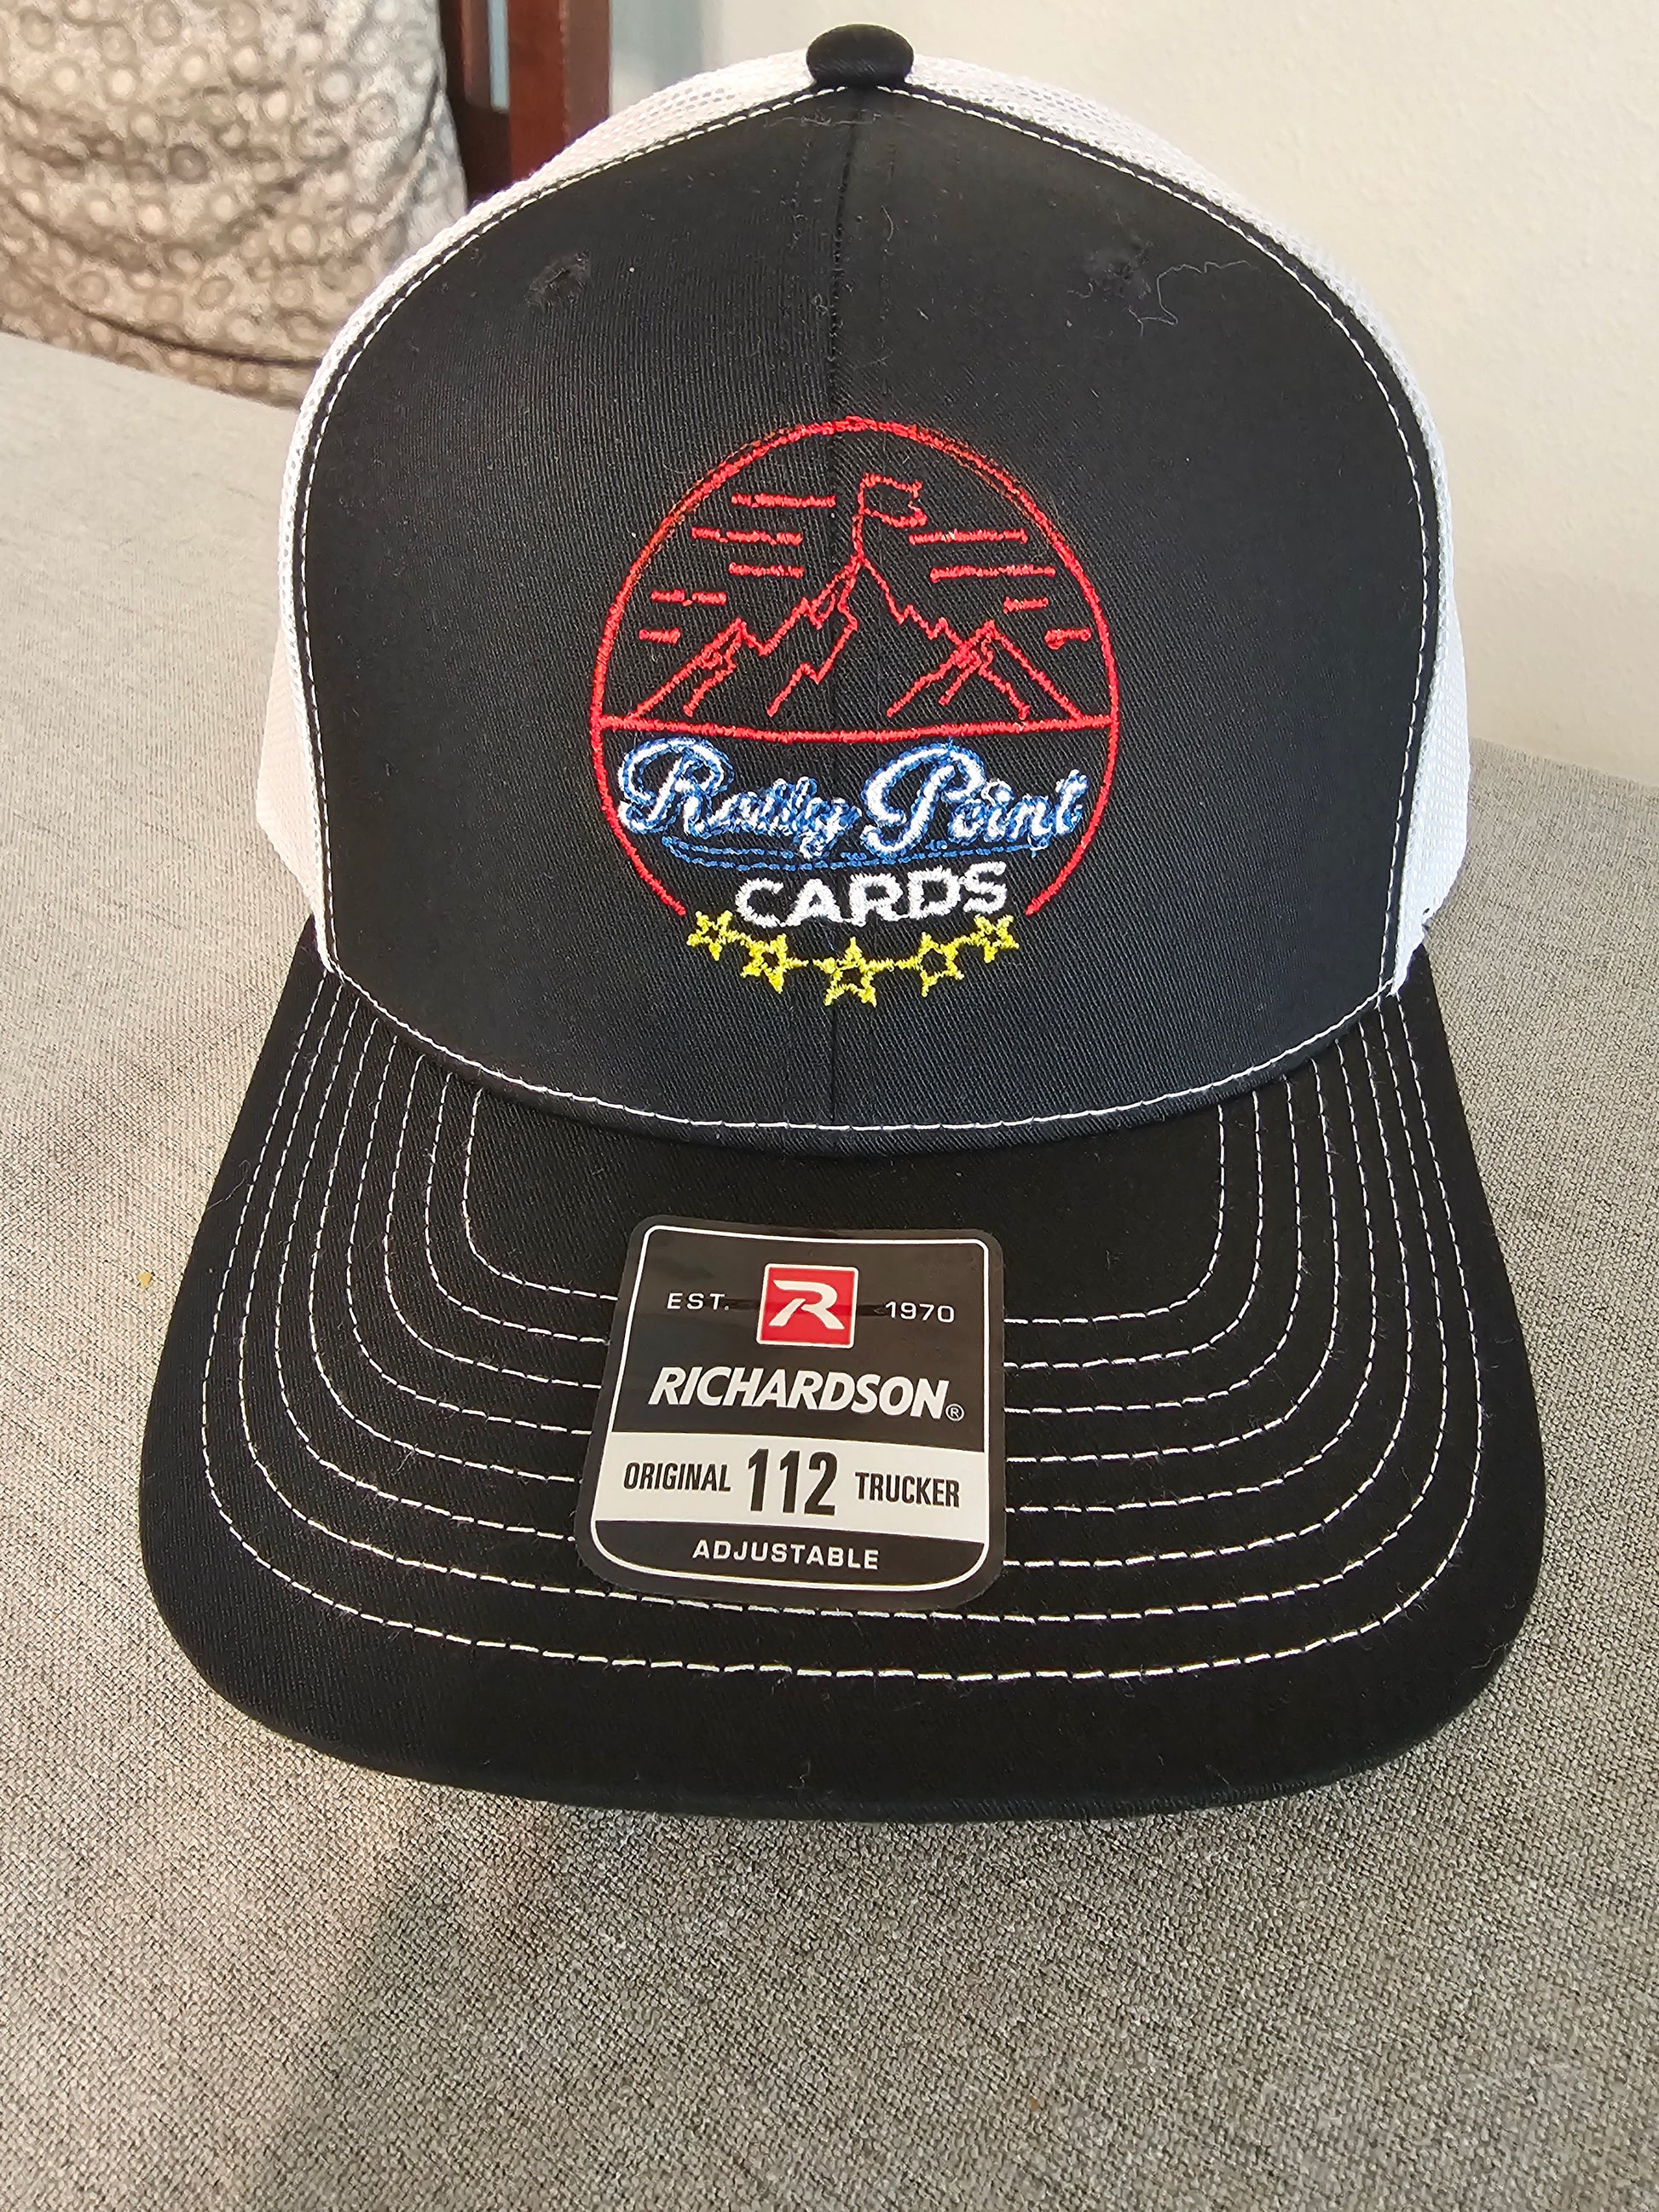 Rally Point
CARDS
EST. R 1970
RICHARDSON®
ORIGINAL 112 TRUCKER
ADJUSTABLE